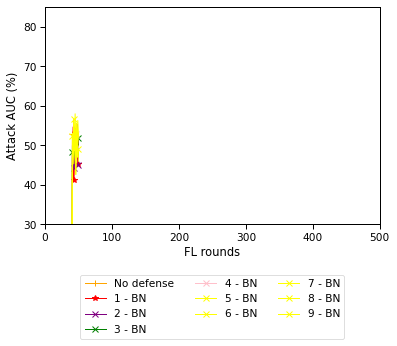 80
70
60
50
40
30
Attack AUC (%)
0 100 200 300 400 500
FL rounds
No defense 4 - BN 7 - BN
1 - BN 5 - BN 8 - BN
2 - BN 6 - BN 9 - BN
3 - BN